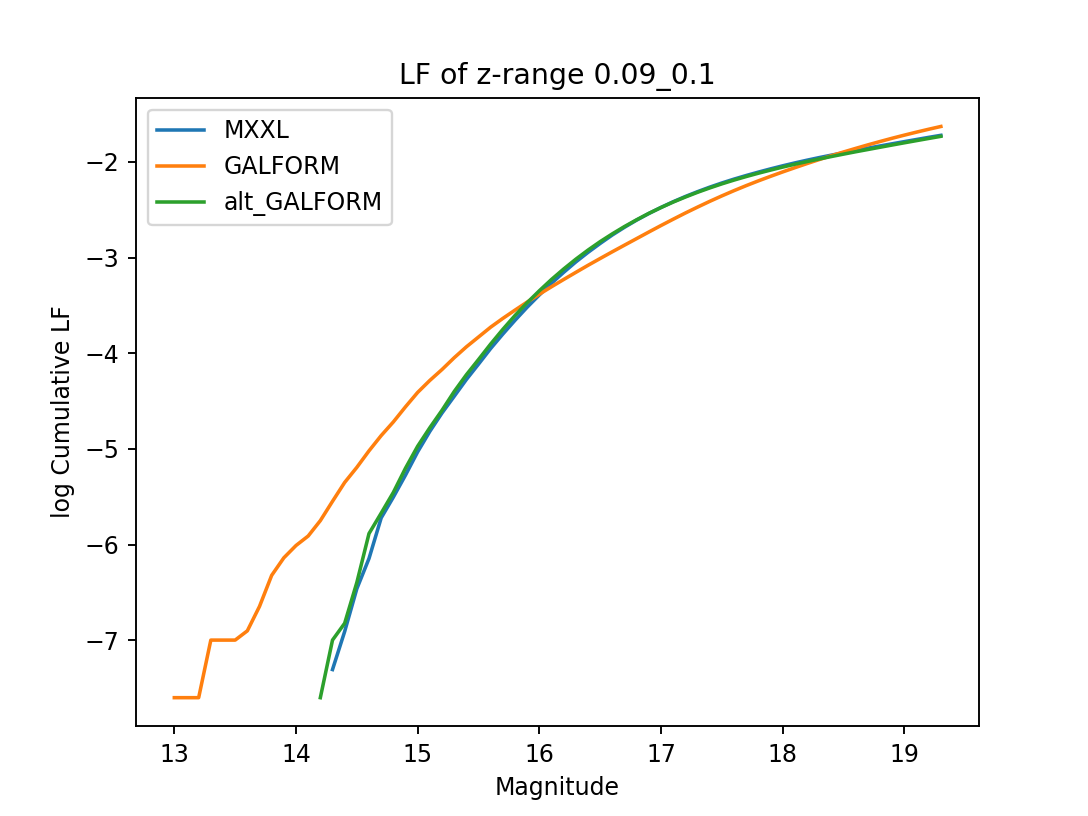 LF of z-range 0.09_0.1
MXXL
GALFORM
alt_GALFORM
log Cumulative LF
−2
−3
−4
−5
−6
−7
13 14 15 16 17 18 19
Magnitude